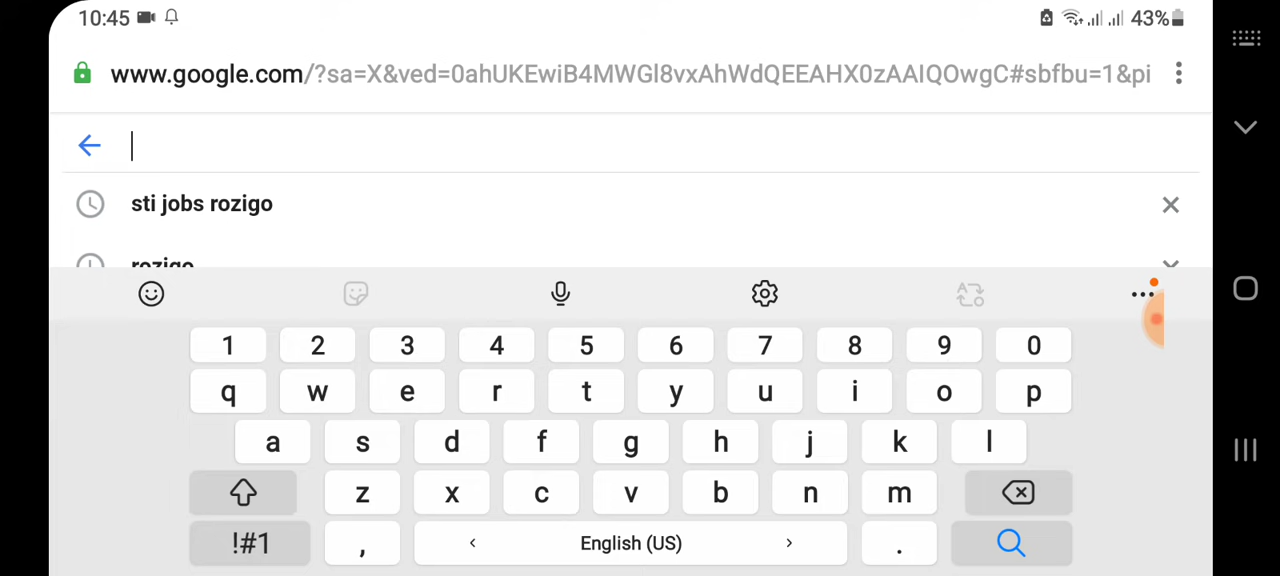 10:45 43%
www.google.com/?sa=X&ved=0ahUKEwiB4MWGl8vxAhWdQEEAHX0zAAIQOwgC#sbfbu=1&pi
sti jobs rozigo
rozigo
1 2 3 4 5 6 7 8 9 0
q w e r t y u i o p
a s d f g h j k l
z x c v b n m
!#1 , < English (US) > .